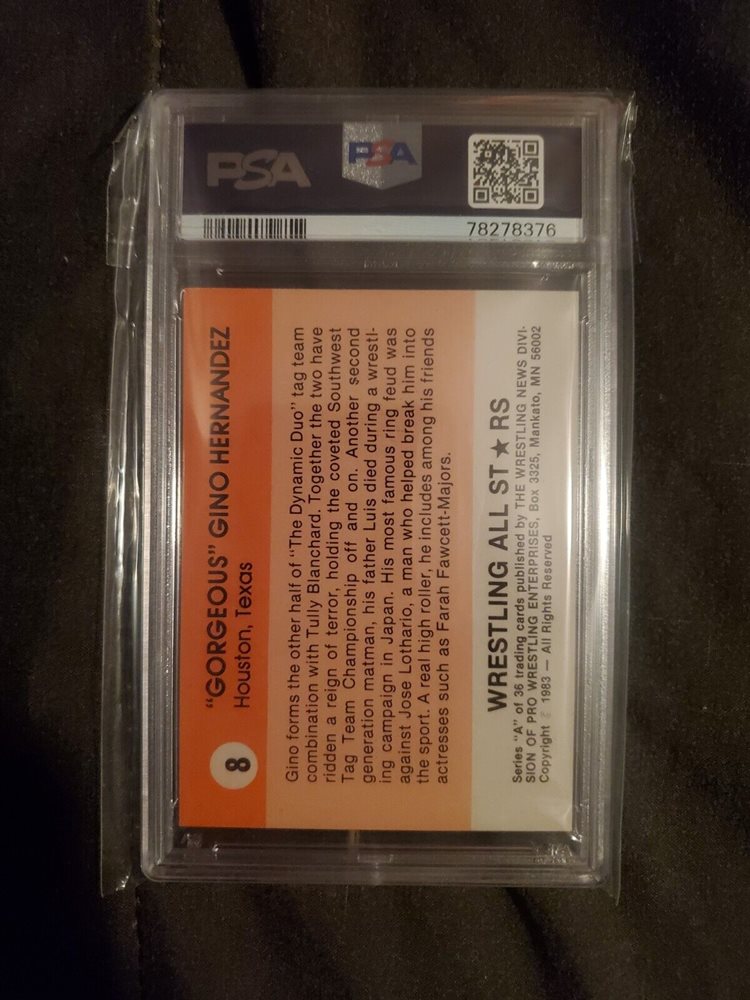 PSA
PSA
78278376
8
"GORGEOUS" GINO HERNANDEZ
Houston, Texas
Gino forms the other half of "The Dynamic Duo" tag team
combination with Tully Blanchard. Together the two have
ridden a reign of terror, holding the coveted Southwest
Tag Team Championship off and on. Another second
generation matman, his father Luis died during a wrestl-
ing campaign in Japan. His most famous ring feud was
against Jose Lothario, a man who helped break him into
the sport. A real high roller, he includes among his friends
actresses such as Farah Fawcett-Majors.
WRESTLING ALL ST★RS
Series "A" of 36 trading cards published by THE WRESTLING NEWS DIVI-
SION OF PRO WRESTLING ENTERPRISES, Box 3325, Mankato, MN 56002
Copyright © 1983 — All Rights Reserved